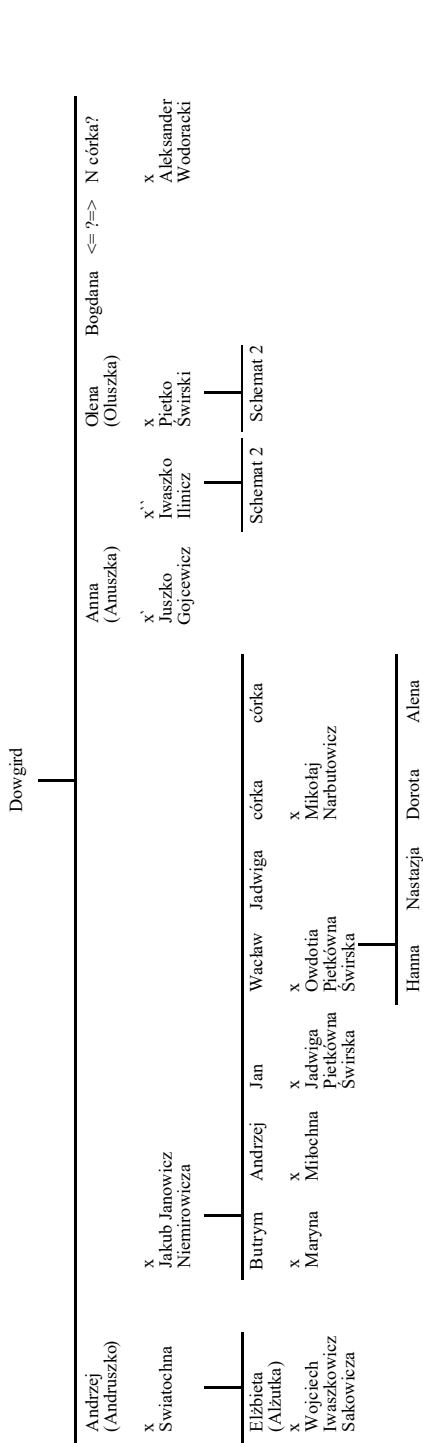 Dowgird
Andrzej
(Andruszko)
x
Swiatochna
x
Jakub Janowicz
Niemirowicza
Anna
(Anuszka)
x`
Juszko
Gojcewicz
x``
Iwaszko
Ilinicz
Olena
(Oluszka)
x
Pietko
Świrski
Bogdana <= ?=> N córka?
x
Aleksander
Wodoracki
Elżbieta
(Alżutka)
x
Wojciech
Iwaszkowicz
Sakowicza
Butrym
x
Maryna
Andrzej
x
Miłochna
Jan
x
Jadwiga
Pietkówna
Świrska
Wacław
x
Owdotia
Pietkówna
Świrska
Jadwiga
córka
x
Mikołaj
Narbutowicz
córka
Schemat 2
Schemat 2
Hanna
Nastazja
Dorota
Alena